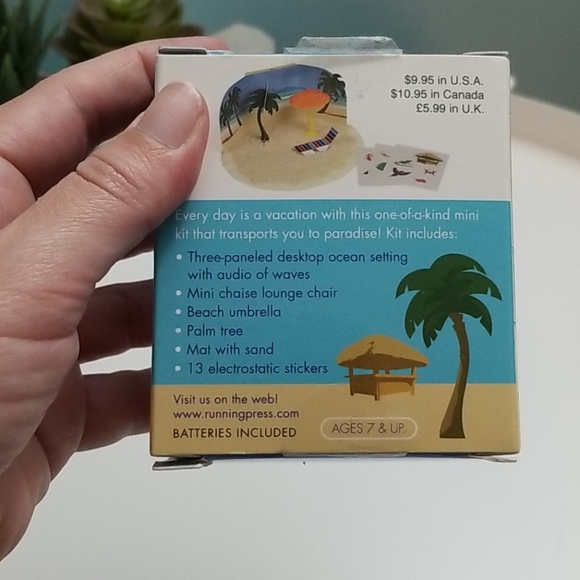 $9.95 in U.S.A.
$10.95 in Canada
£5.99 in U.K.
Every day is a vacation with this one-of-a-kind mini
kit that transports you to paradise! Kit includes:
• Three-paneled desktop ocean setting
with audio of waves
• Mini chaise lounge chair
• Beach umbrella
• Palm tree
• Mat with sand
• 13 electrostatic stickers
Visit us on the web!
www.runningpress.com
BATTERIES INCLUDED
AGES 7 & UP